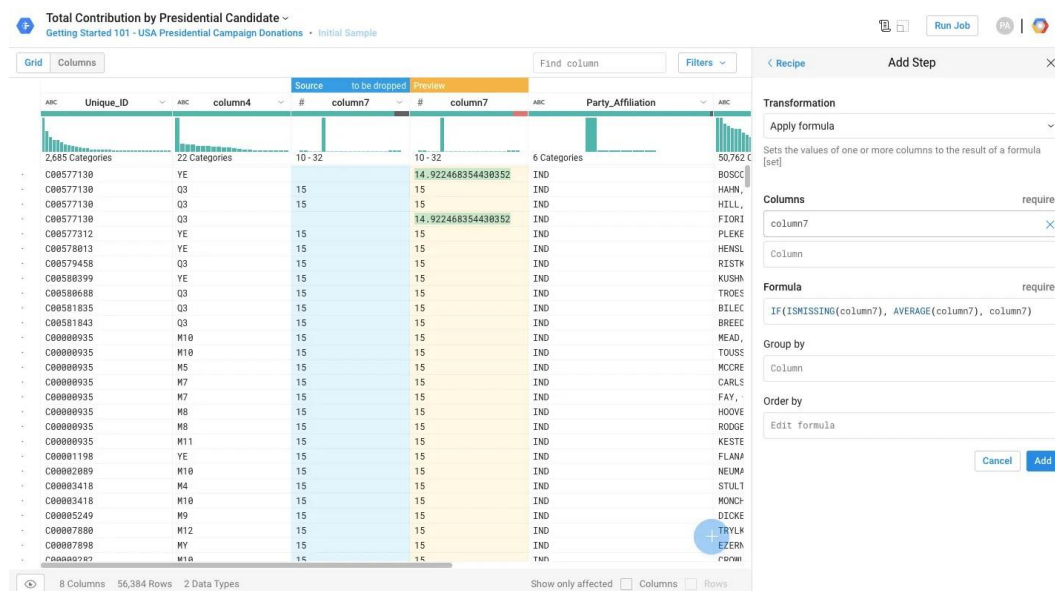 Total Contribution by Presidential Candidate
Getting Started 101 - USA Presidential Campaign Donations • Initial Sample
Run Job
PA
Grid Columns
Find column
Filters
< Recipe
Add Step
Source to be dropped Preview
ABC Unique_ID ABC column4 # column7 # column7 ABC Party_Affiliation ABC
2,685 Categories 22 Categories 10 - 32 10 - 32 6 Categories 50,762 C
C00577130 YE 14.922468354430352 IND BOSCC
C00577130 Q3 15 15 IND HAHN,
C00577130 Q3 15 15 IND HILL,
C00577130 Q3 14.922468354430352 IND FIORI
C00577312 YE 15 15 IND PLEKE
C00578013 YE 15 15 IND HENSL
C00579458 Q3 15 15 IND RISTK
C00580399 YE 15 15 IND KUSHN
C00580688 Q3 15 15 IND TROES
C00581835 Q3 15 15 IND BILEC
C00581843 Q3 15 15 IND BREED
C00000935 M10 15 15 IND MEAD,
C00000935 M10 15 15 IND TOUSS
C00000935 M5 15 15 IND MCCRE
C00000935 M7 15 15 IND CARLS
C00000935 M7 15 15 IND FAY,
C00000935 M8 15 15 IND HOOVE
C00000935 M8 15 15 IND RODGE
C00000935 M11 15 15 IND KESTE
C00001198 YE 15 15 IND FLANA
C00002089 M10 15 15 IND NEUMA
C00003418 M4 15 15 IND STULT
C00003418 M10 15 15 IND MONCH
C00005249 M9 15 15 IND DICKE
C00007880 M12 15 15 IND TRYLK
C00007898 MY 15 15 IND EZERN
C00009282 M10 15 15 IND CROWL
8 Columns 56,384 Rows 2 Data Types
Show only affected Columns Rows
Transformation
Apply formula
Sets the values of one or more columns to the result of a formula
[set]
Columns require
column7
Column
Formula require
IF(ISMISSING(column7), AVERAGE(column7), column7)
Group by
Column
Order by
Edit formula
Cancel Add